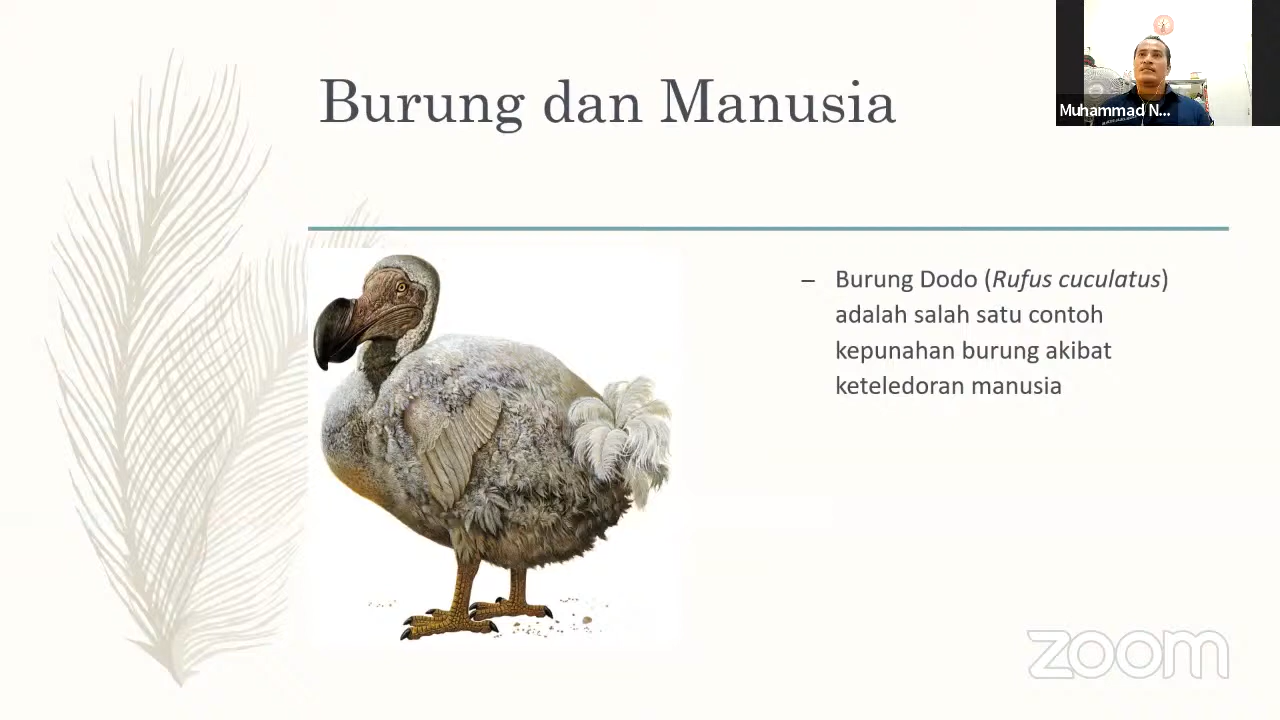 Burung dan Manusia
Muhammad N...
– Burung Dodo (Rufus cuculatus)
adalah salah satu contoh
kepunahan burung akibat
keteledoran manusia
zoom